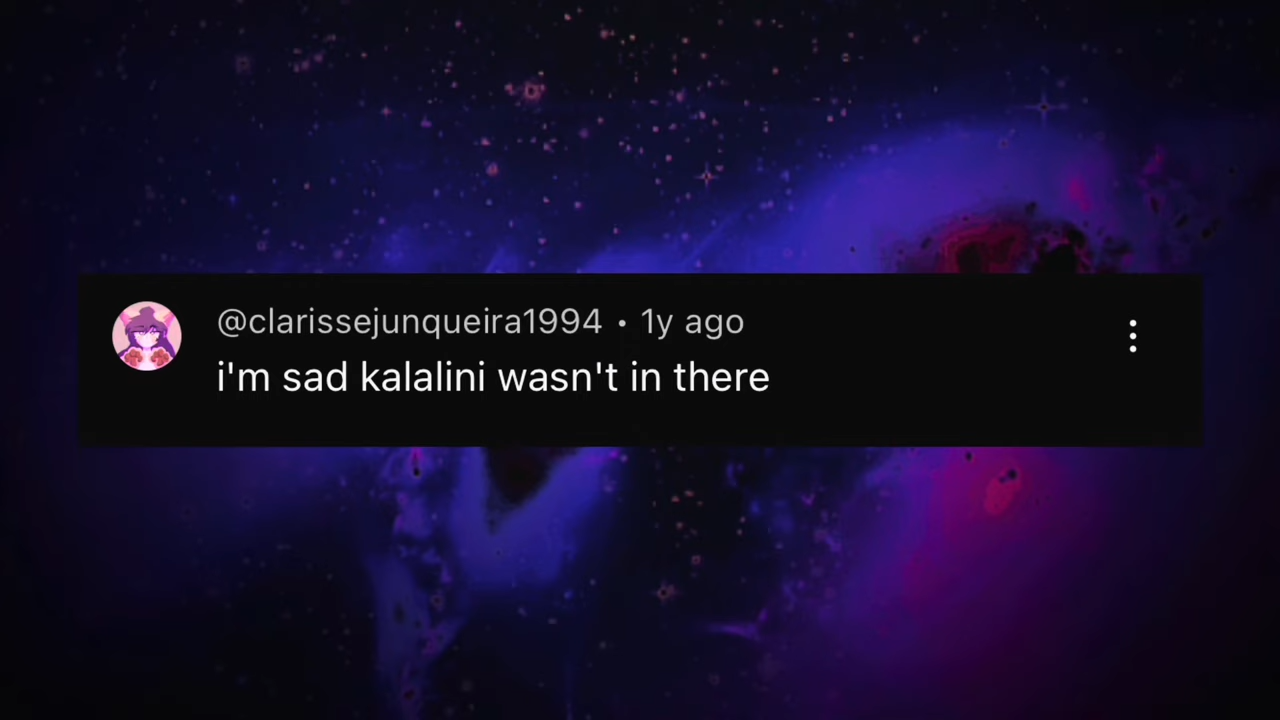 @clarissejunqueira1994 • 1y ago
i'm sad kalalini wasn't in there